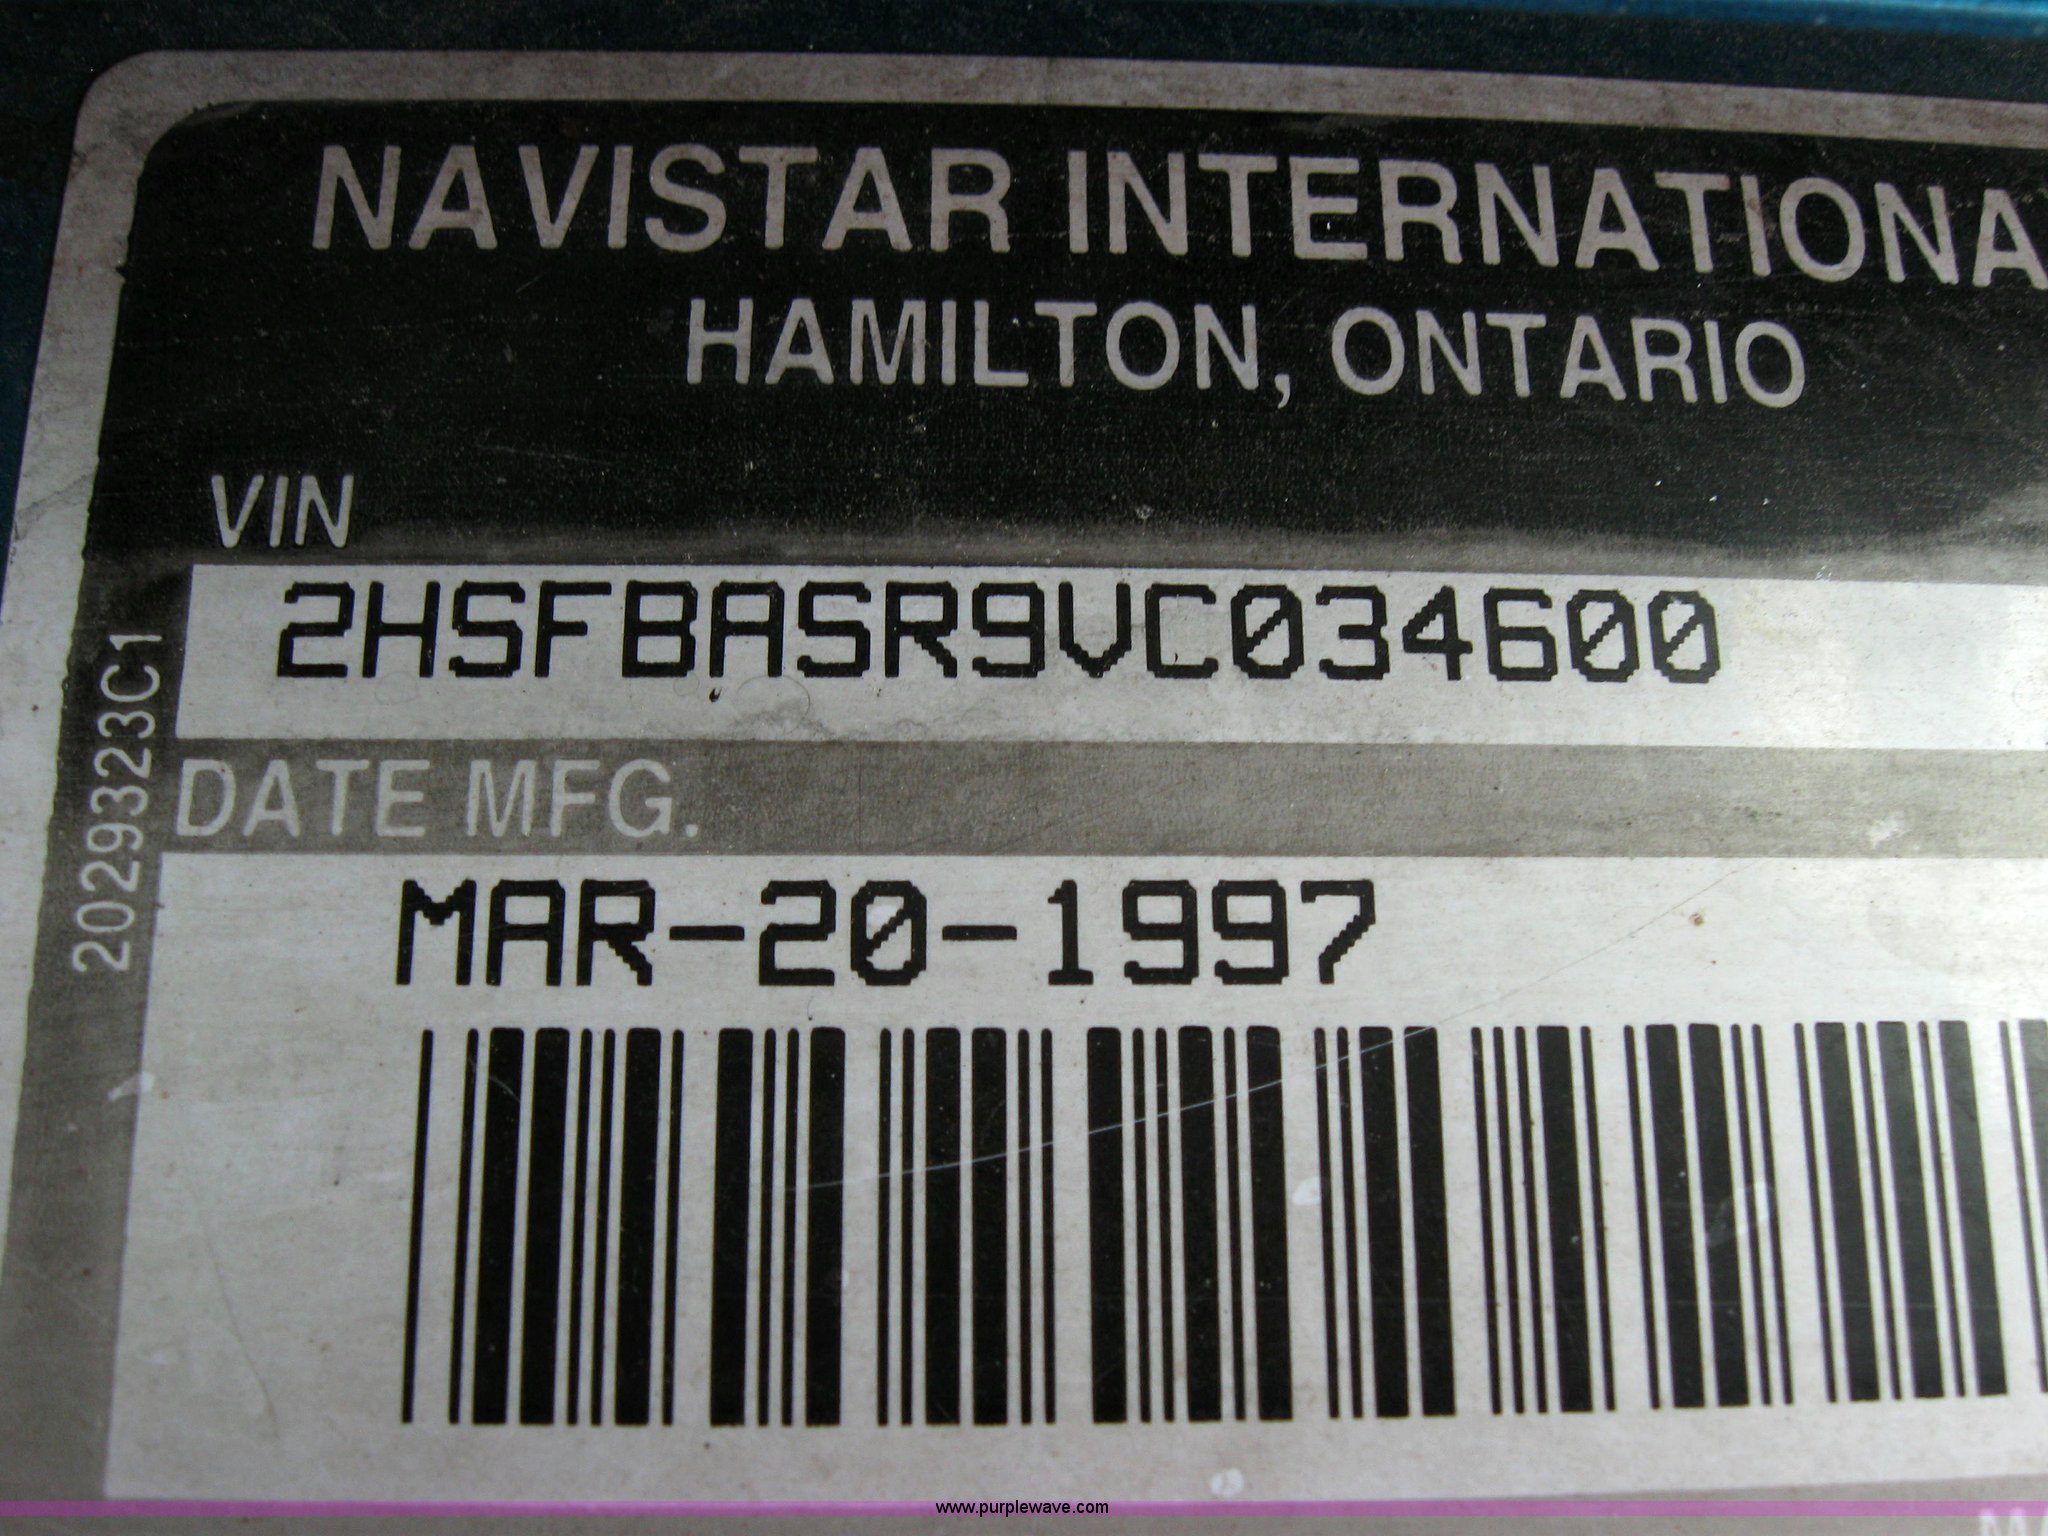 NAVISTAR INTERNATIONA
HAMILTON, ONTARIO
VIN
2HSFBASR9VC034600
2029323C1
DATE MFG.
MAR-20-1997
www.purplewave.com